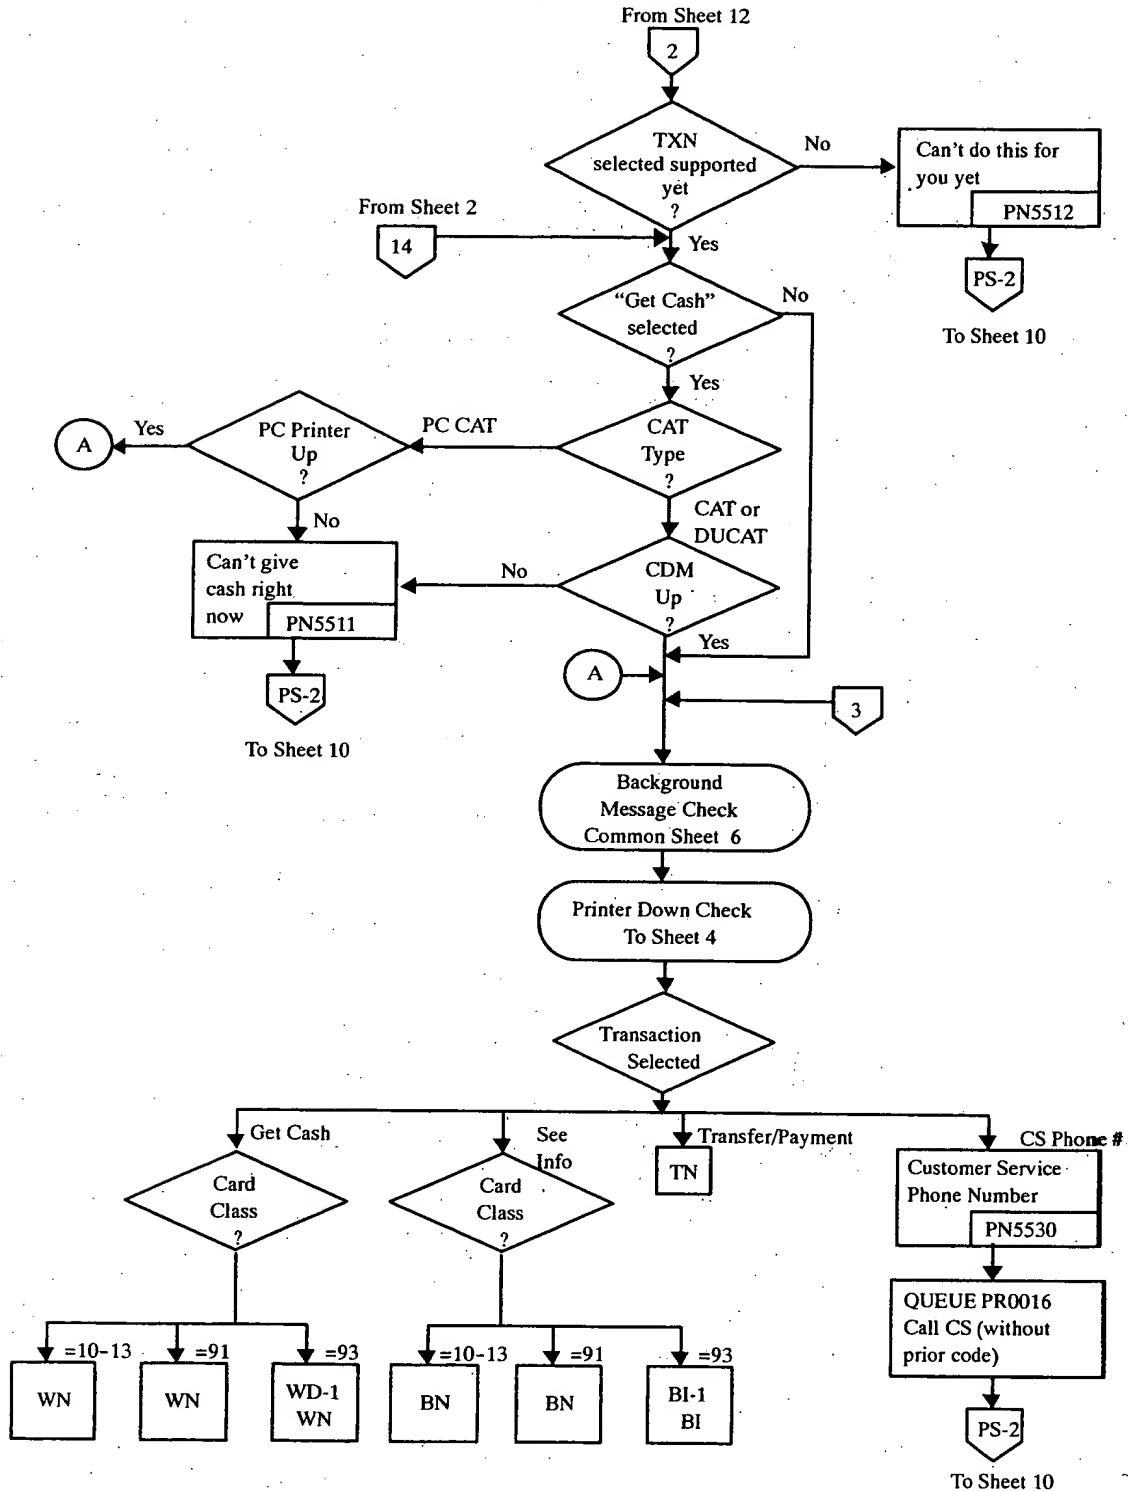 From Sheet 12
2
TXN
selected supported
yet
?
No
Can't do this for
you yet
PN5512
PS-2
To Sheet 10
From Sheet 2
14
Yes
"Get Cash"
selected
?
No
Yes
CAT
Type
?
PC CAT
PC Printer
Up
?
Yes
A
No
CAT or
DUCAT
Can't give
cash right
now
PN5511
PS-2
To Sheet 10
CDM
Up
?
No
Yes
A
3
Background
Message Check
Common Sheet 6
Printer Down Check
To Sheet 4
Transaction
Selected
Get Cash
See
Info
Transfer/Payment
CS Phone #
Card
Class
?
Card
Class
?
TN
Customer Service
Phone Number
PN5530
QUEUE PR0016
Call CS (without
prior code)
PS-2
To Sheet 10
=10-13
=91
=93
=10-13
=91
=93
WN
WN
WD-1
WN
BN
BN
BI-1
BI